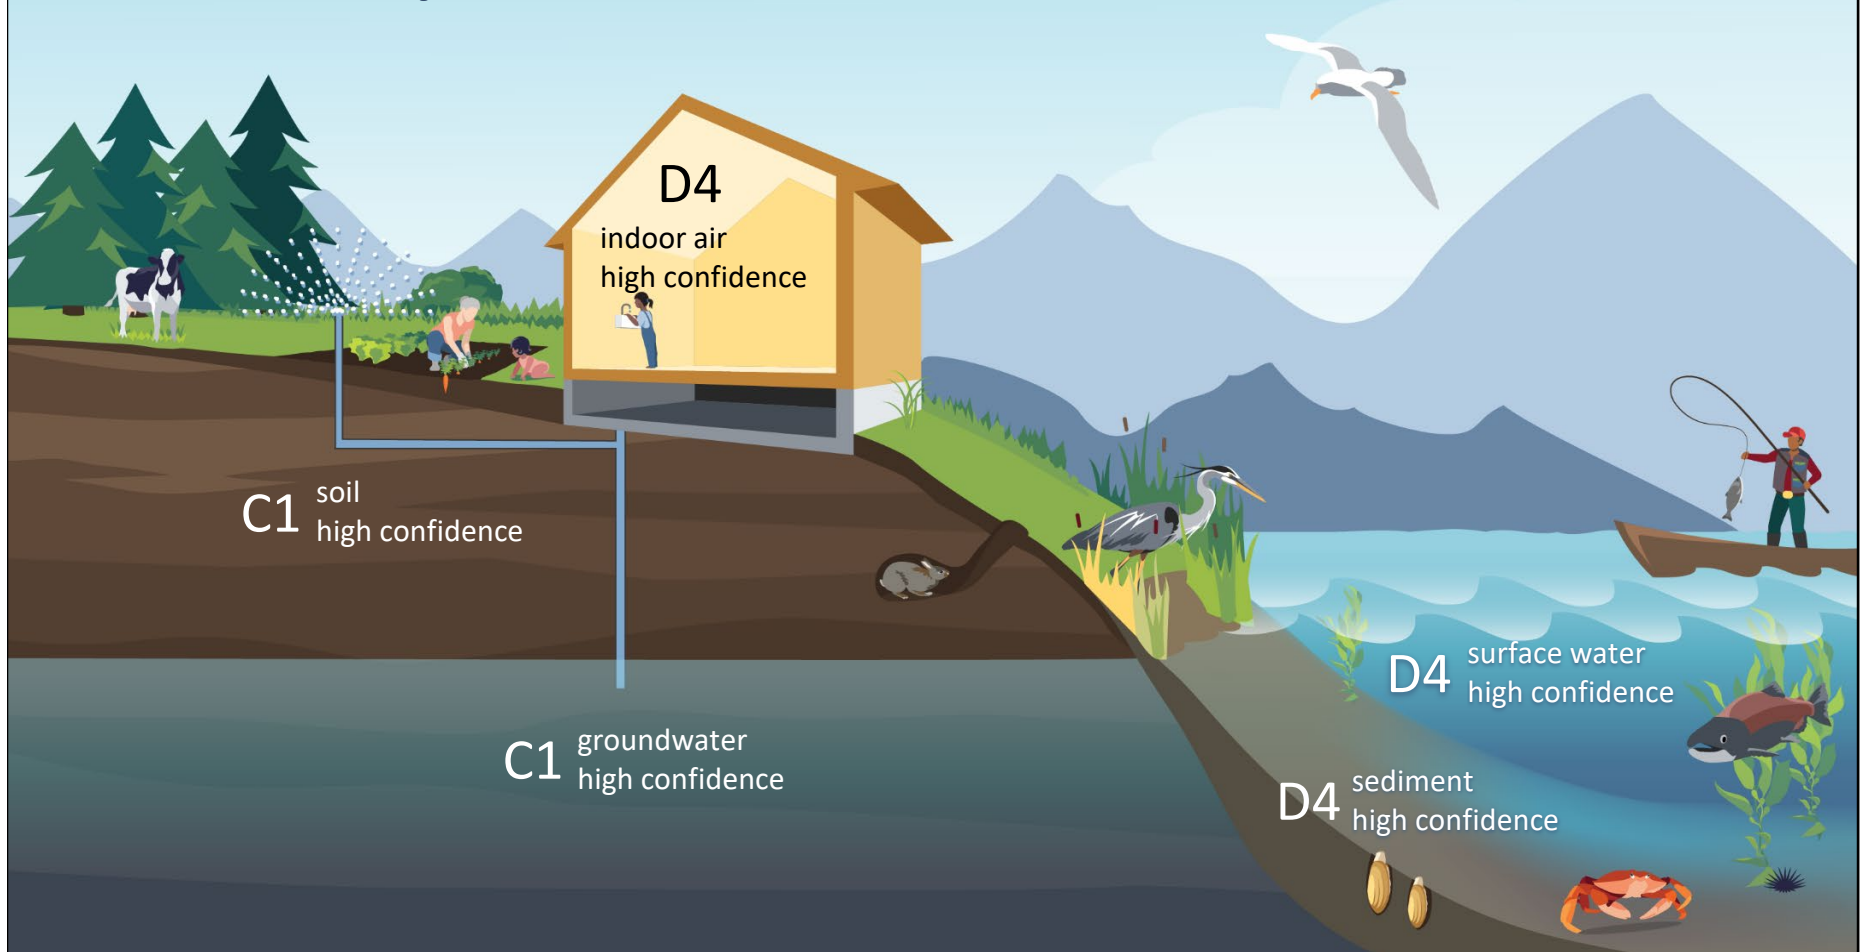 D4
indoor air
high confidence
C1
soil
high confidence
C1
groundwater
high confidence
D4
surface water
high confidence
D4
sediment
high confidence